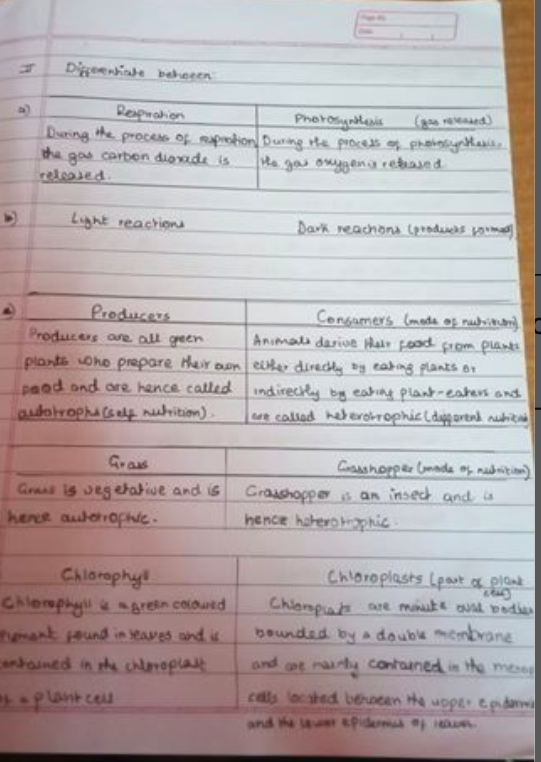 Page No.
Date
I Differentiate between:
a) Respiration Photosynthesis (gas released)
During the process of respiration During the process of photosynthesis,
the gas carbon dioxide is the gas oxygen is released
released.
b) Light reactions Dark reactions (products formed)
Producers Consumers (mode of nutrition)
Producers are all green Animals derive their food from plants
plants who prepare their own either directly by eating plants or
food and are hence called indirectly by eating plant-eaters and
autotrophs (self nutrition). are called heterotrophic (different nutrition
Grass Grasshopper (mode of nutrition)
Grass is vegetative and is Grasshopper is an insect and is
hence autotrophic. hence heterotrophic.
Chlorophyll Chloroplasts (part of plant
cell)
Chlorophyll is a green coloured Chloroplasts are minute oval bodies
pigment found in leaves and is bounded by a double membrane
contained in the chloroplast and are mainly contained in the
of a plant cell cells located between the upper epidermis
and the lower epidermis of leaves.